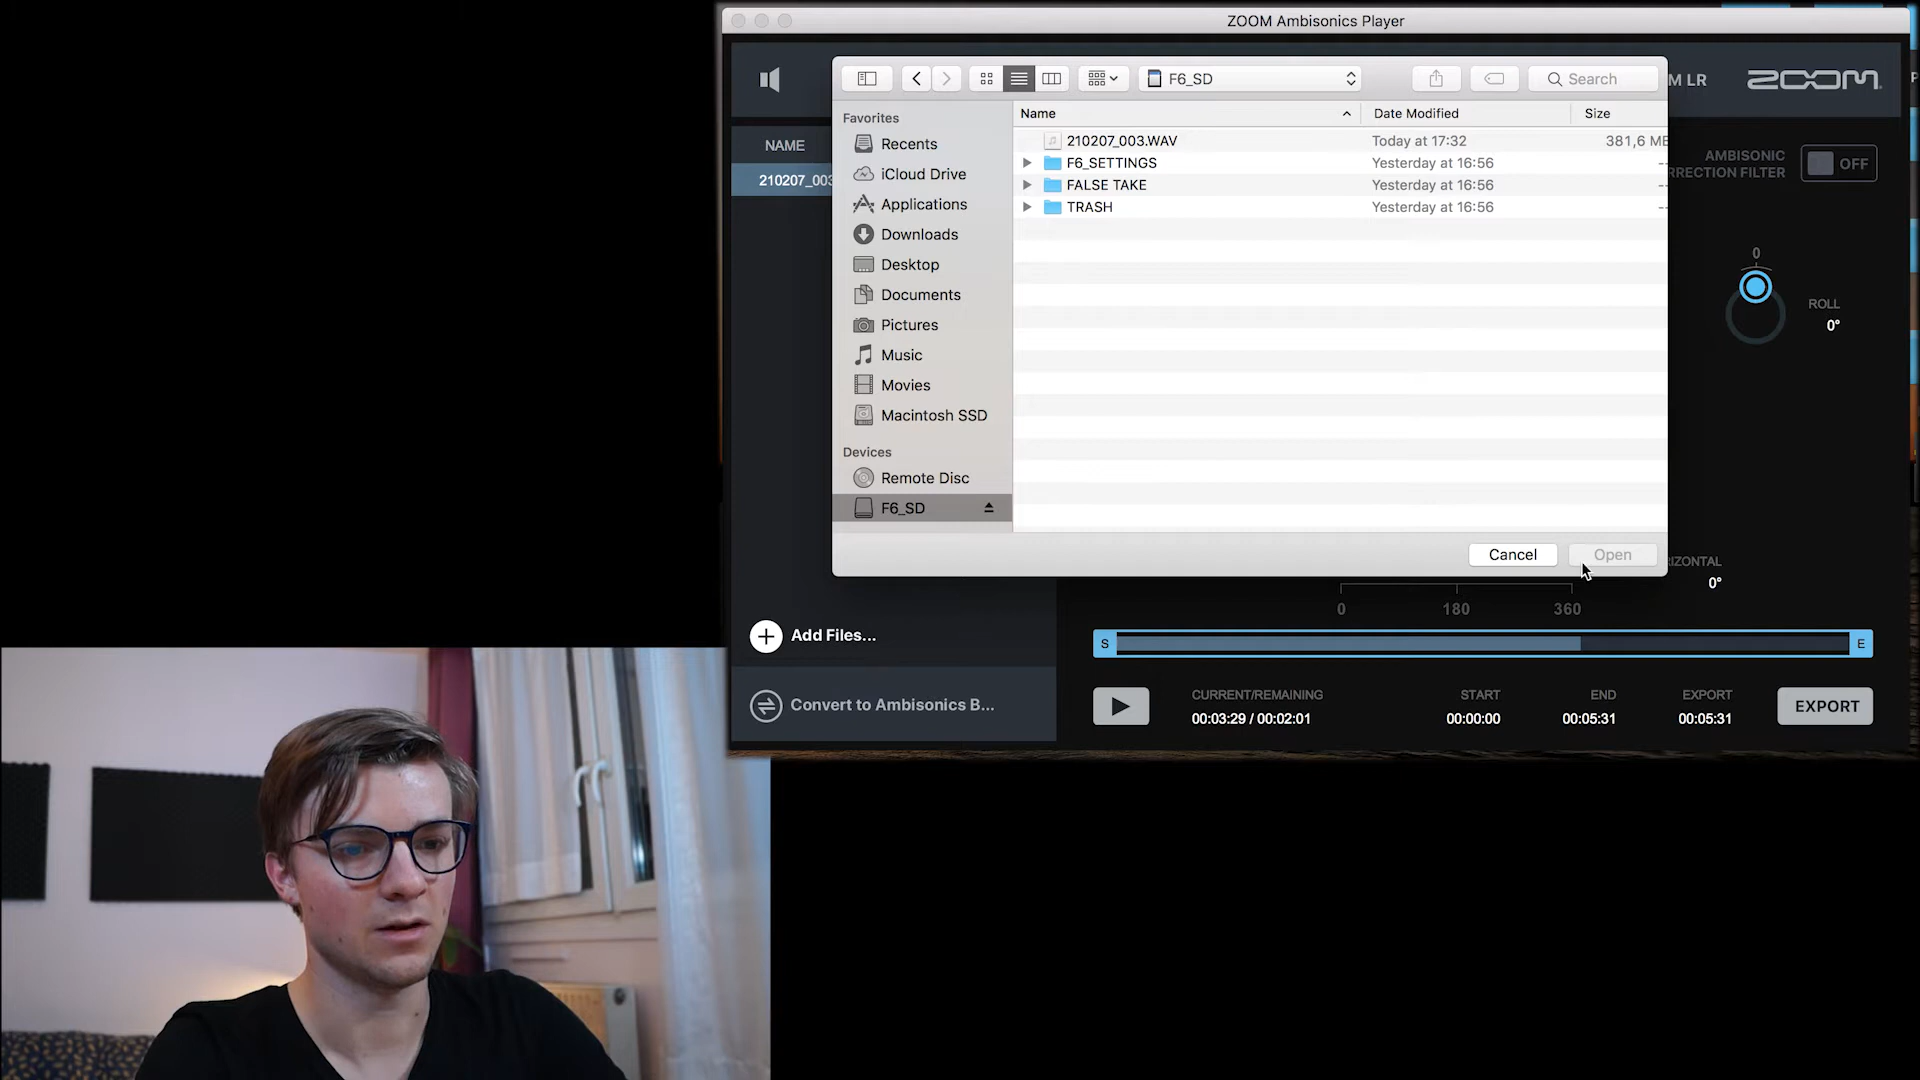 ZOOM Ambisonics Player
F6_SD
Search
M LR
ZOOM
Favorites
Recents
iCloud Drive
Applications
Downloads
Desktop
Documents
Pictures
Music
Movies
Macintosh SSD
Devices
Remote Disc
F6_SD
Name
Date Modified
Size
210207_003.WAV
Today at 17:32
381,6 MB
F6_SETTINGS
Yesterday at 16:56
--
FALSE TAKE
Yesterday at 16:56
--
TRASH
Yesterday at 16:56
--
Cancel
Open
NAME
210207_003
AMBISONIC
RRECTION FILTER
OFF
0
ROLL
0°
RIZONTAL
0°
0
180
360
Add Files...
Convert to Ambisonics B...
S
E
CURRENT/REMAINING
00:03:29 / 00:02:01
START
00:00:00
END
00:05:31
EXPORT
00:05:31
EXPORT